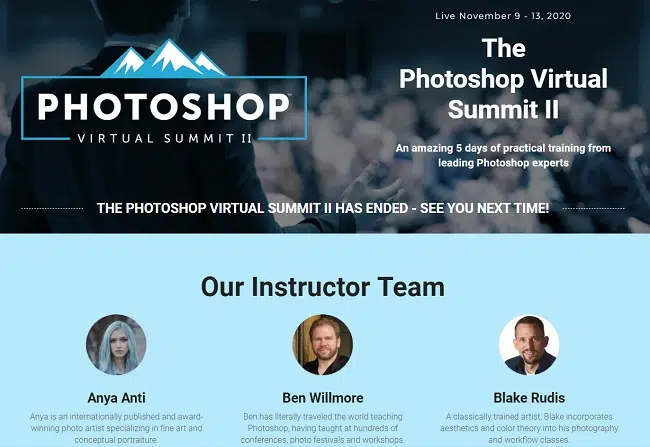 Live November 9 - 13, 2020
The
Photoshop Virtual
Summit II
An amazing 5 days of practical training from
leading Photoshop experts
PHOTOSHOP
VIRTUAL SUMMIT II
THE PHOTOSHOP VIRTUAL SUMMIT II HAS ENDED - SEE YOU NEXT TIME!
Our Instructor Team
Anya Anti
Anya is an internationally published and award-
winning photo artist specializing in fine art and
conceptual portraiture.
Ben Willmore
Ben has literally traveled the world teaching
Photoshop, having taught at hundreds of
conferences, photo festivals and workshops
Blake Rudis
A classically trained artist, Blake incorporates
aesthetics and color theory into his photography
and workflow classes.